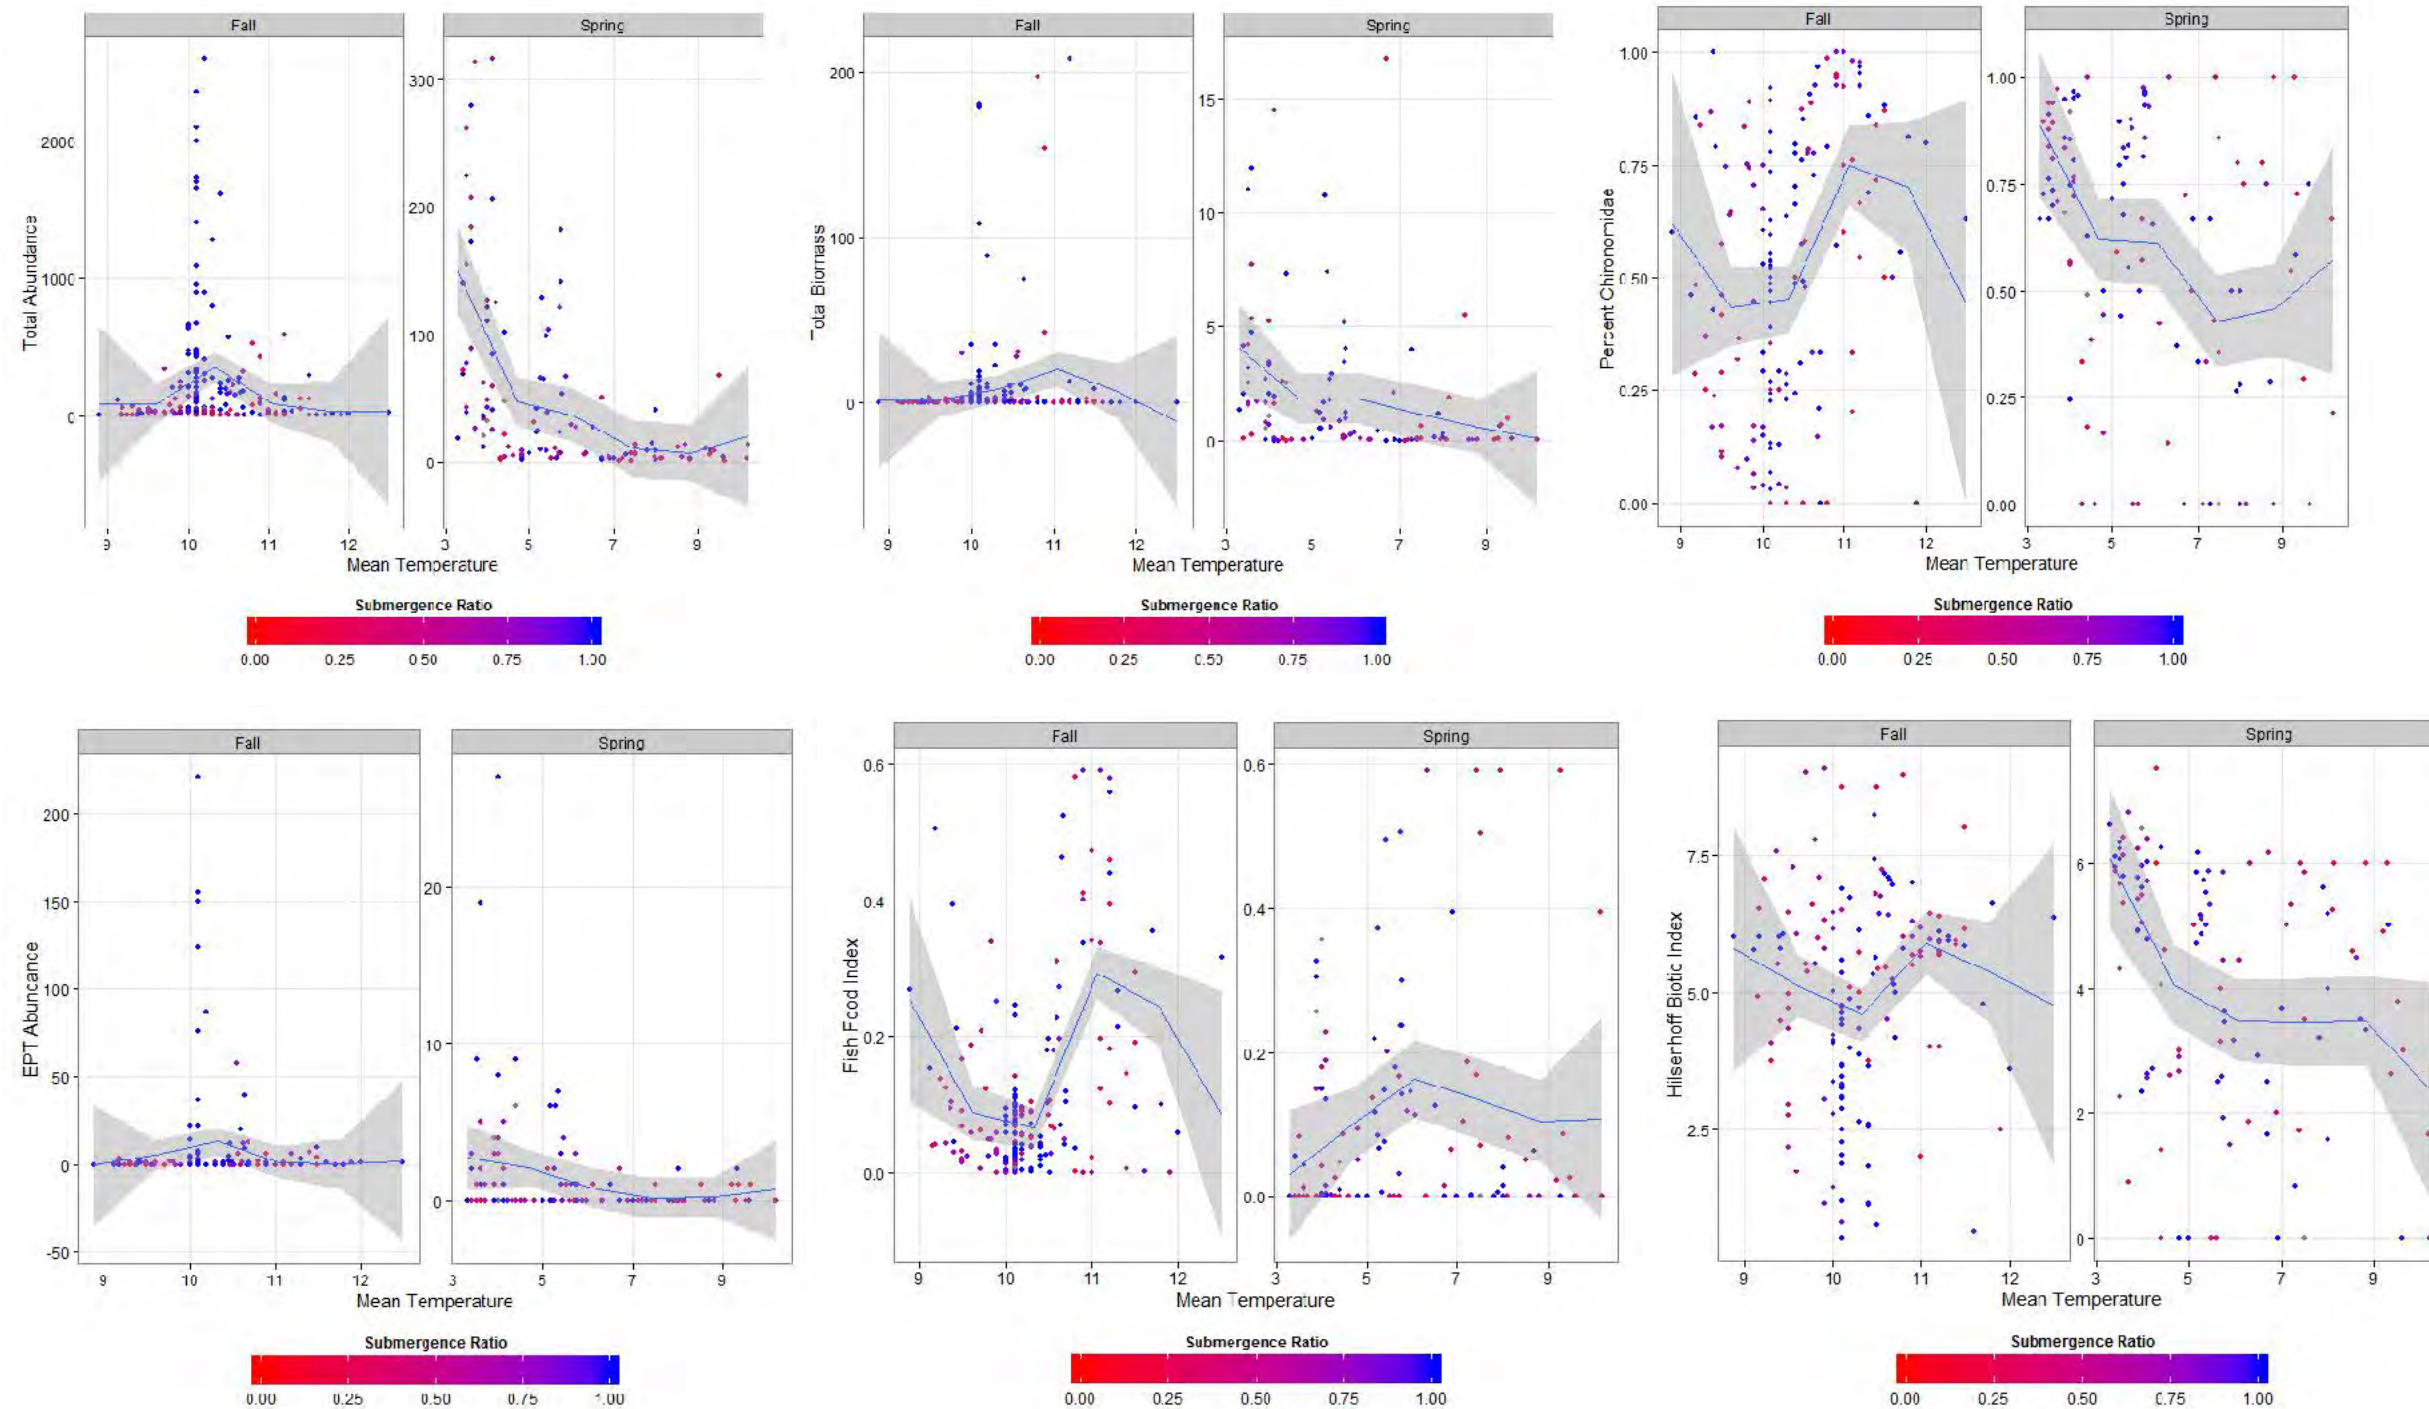 Fall Spring
Total Abundance
2000
1000
0
300
200
100
0
9 10 11 12 3 5 7 9
Mean Temperature
Submergence Ratio
0.00 0.25 0.50 0.75 1.00
Fall Spring
Total Biomass
200
100
0
15
10
5
0
9 10 11 12 3 5 7 9
Mean Temperature
Submergence Ratio
0.00 0.25 0.50 0.75 1.00
Fall Spring
Percent Chironomidae
1.00
0.75
0.50
0.25
0.00
1.00
0.75
0.50
0.25
0.00
9 10 11 12 3 5 7 9
Mean Temperature
Submergence Ratio
0.00 0.25 0.50 0.75 1.00
Fall Spring
EPT Abundance
200
150
100
50
0
-50
20
10
0
9 10 11 12 3 5 7 9
Mean Temperature
Submergence Ratio
0.00 0.25 0.50 0.75 1.00
Fall Spring
Fish Food Index
0.6
0.4
0.2
0.0
0.6
0.4
0.2
0.0
9 10 11 12 3 5 7 9
Mean Temperature
Submergence Ratio
0.00 0.25 0.50 0.75 1.00
Fall Spring
Hilsenhoff Biotic Index
7.5
5.0
2.5
6
4
2
0
9 10 11 12 3 5 7 9
Mean Temperature
Submergence Ratio
0.00 0.25 0.50 0.75 1.00